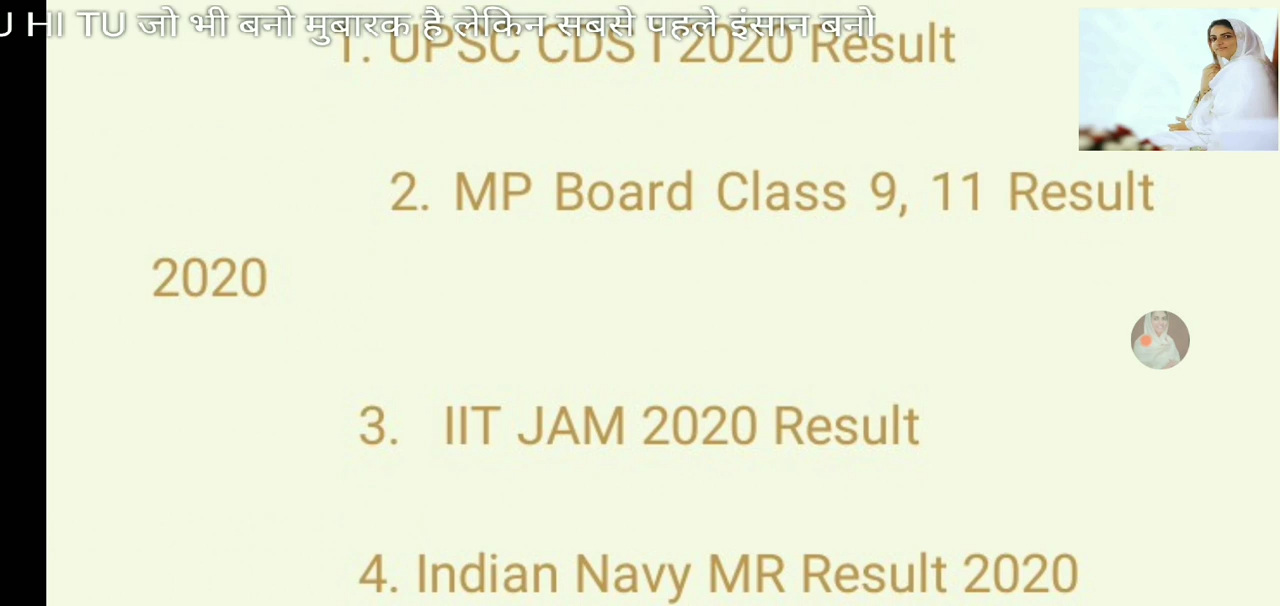 HI TU जो भी बनो मुबारक है लेकिन सबसे पहले इंसान बनो
1. UPSC CDS I 2020 Result
2. MP Board Class 9, 11 Result
2020
3. IIT JAM 2020 Result
4. Indian Navy MR Result 2020